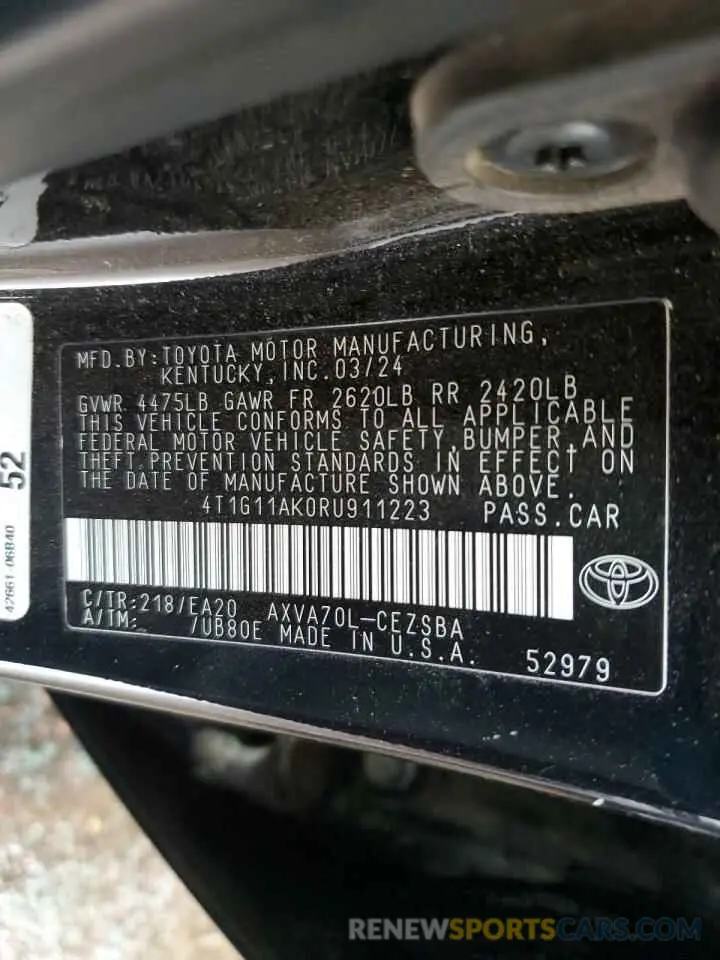 MFD.BY:TOYOTA MOTOR MANUFACTURING,
KENTUCKY,INC.03/24
GVWR 4475LB GAWR FR 2620LB RR 2420LB
THIS VEHICLE CONFORMS TO ALL APPLICABLE
FEDERAL MOTOR VEHICLE SAFETY,BUMPER,AND
THEFT PREVENTION STANDARDS IN EFFECT ON
THE DATE OF MANUFACTURE SHOWN ABOVE.
4T1G11AK0RU911223 PASS.CAR
C/TR:218/EA20 AXVA70L-CEZSBA
A/TM: /UB80E MADE IN U.S.A.
52979
52
42661-06B40
RENEWSPORTSCARS.COM